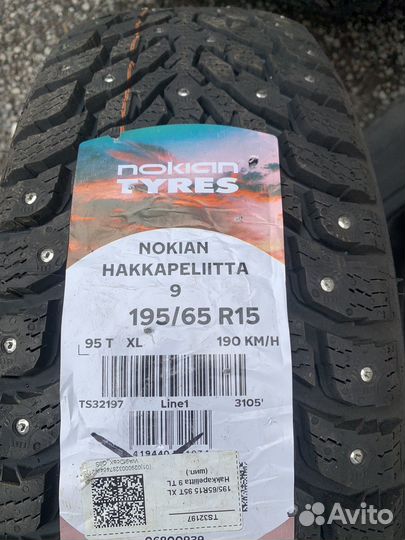 nokian
TYRES
NOKIAN
HAKKAPELIITTA
9
195/65 R15
95 T XL 190 KM/H
TS32197 Line1 3105'
195/65R15 95T XL
Hakkapeliitta 9 TL
(шип.)
TS32197
Avito